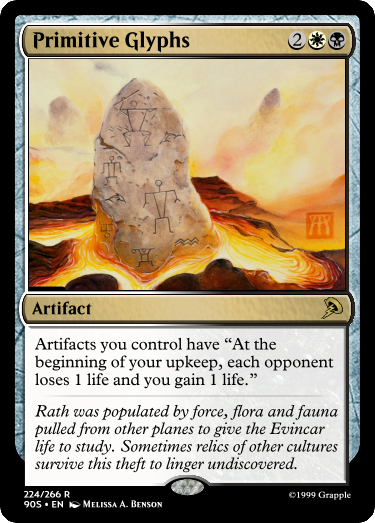 Primitive Glyphs 2
Artifact
Artifacts you control have “At the
beginning of your upkeep, each opponent
loses 1 life and you gain 1 life.”
Rath was populated by force, flora and fauna
pulled from other planes to give the Evincar
life to study. Sometimes relics of other cultures
survive this theft to linger undiscovered.
224/266 R
90S • EN Melissa A. Benson
©1999 Grapple